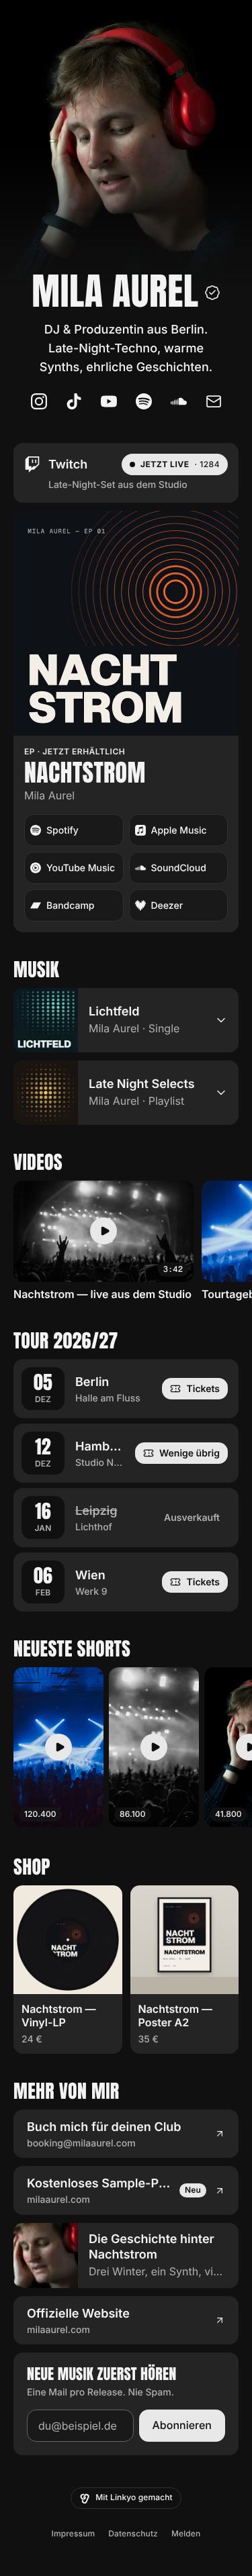 MILA AUREL
DJ & Produzentin aus Berlin.
Late-Night-Techno, warme
Synths, ehrliche Geschichten.
Twitch
JETZT LIVE · 1284
Late-Night-Set aus dem Studio
MILA AUREL — EP 01
NACHT
STROM
EP · JETZT ERHÄLTLICH
NACHTSTROM
Mila Aurel
Spotify
Apple Music
YouTube Music
SoundCloud
Bandcamp
Deezer
MUSIK
LICHTFELD
Lichtfeld
Mila Aurel · Single
Late Night Selects
Mila Aurel · Playlist
VIDEOS
3:42
Nachtstrom — live aus dem Studio
Tourtageb
TOUR 2026/27
05
DEZ
Berlin
Halle am Fluss
Tickets
12
DEZ
Hamb...
Studio N...
Wenige übrig
16
JAN
Leipzig
Lichthof
Ausverkauft
06
FEB
Wien
Werk 9
Tickets
NEUESTE SHORTS
120.400
86.100
41.800
SHOP
NACHT
STROM
NACHT
STROM
NACHTSTROM
Nachtstrom —
Vinyl-LP
24 €
Nachtstrom —
Poster A2
35 €
MEHR VON MIR
Buch mich für deinen Club
booking@milaaurel.com
Kostenloses Sample-P...
Neu
milaaurel.com
Die Geschichte hinter
Nachtstrom
Drei Winter, ein Synth, vi...
Offizielle Website
milaaurel.com
NEUE MUSIK ZUERST HÖREN
Eine Mail pro Release. Nie Spam.
du@beispiel.de
Abonnieren
Mit Linkyo gemacht
Impressum
Datenschutz
Melden